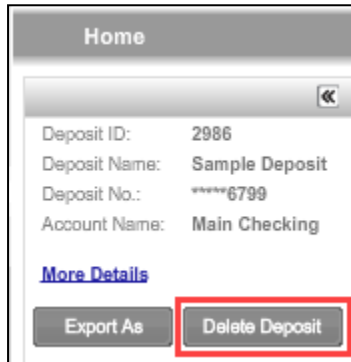 Home
Deposit ID: 2986
Deposit Name: Sample Deposit
Deposit No.: *****6799
Account Name: Main Checking
More Details
Export As Delete Deposit